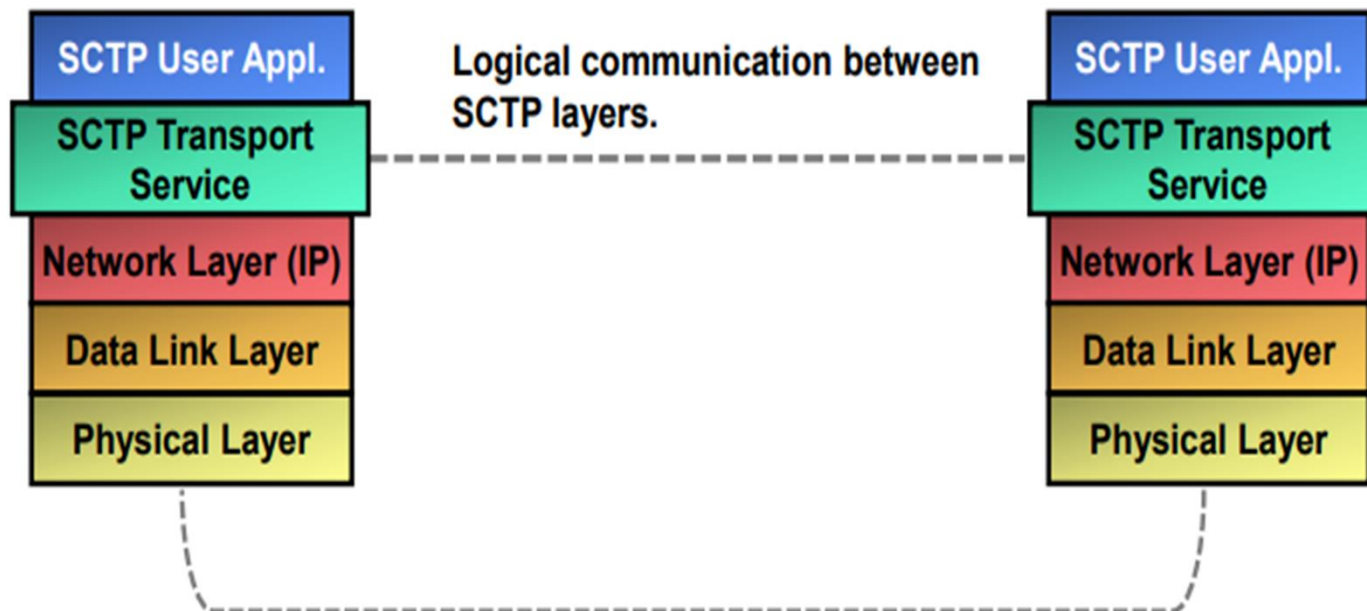 SCTP User Appl.
SCTP Transport
Service
Network Layer (IP)
Data Link Layer
Physical Layer
Logical communication between
SCTP layers.
SCTP User Appl.
SCTP Transport
Service
Network Layer (IP)
Data Link Layer
Physical Layer